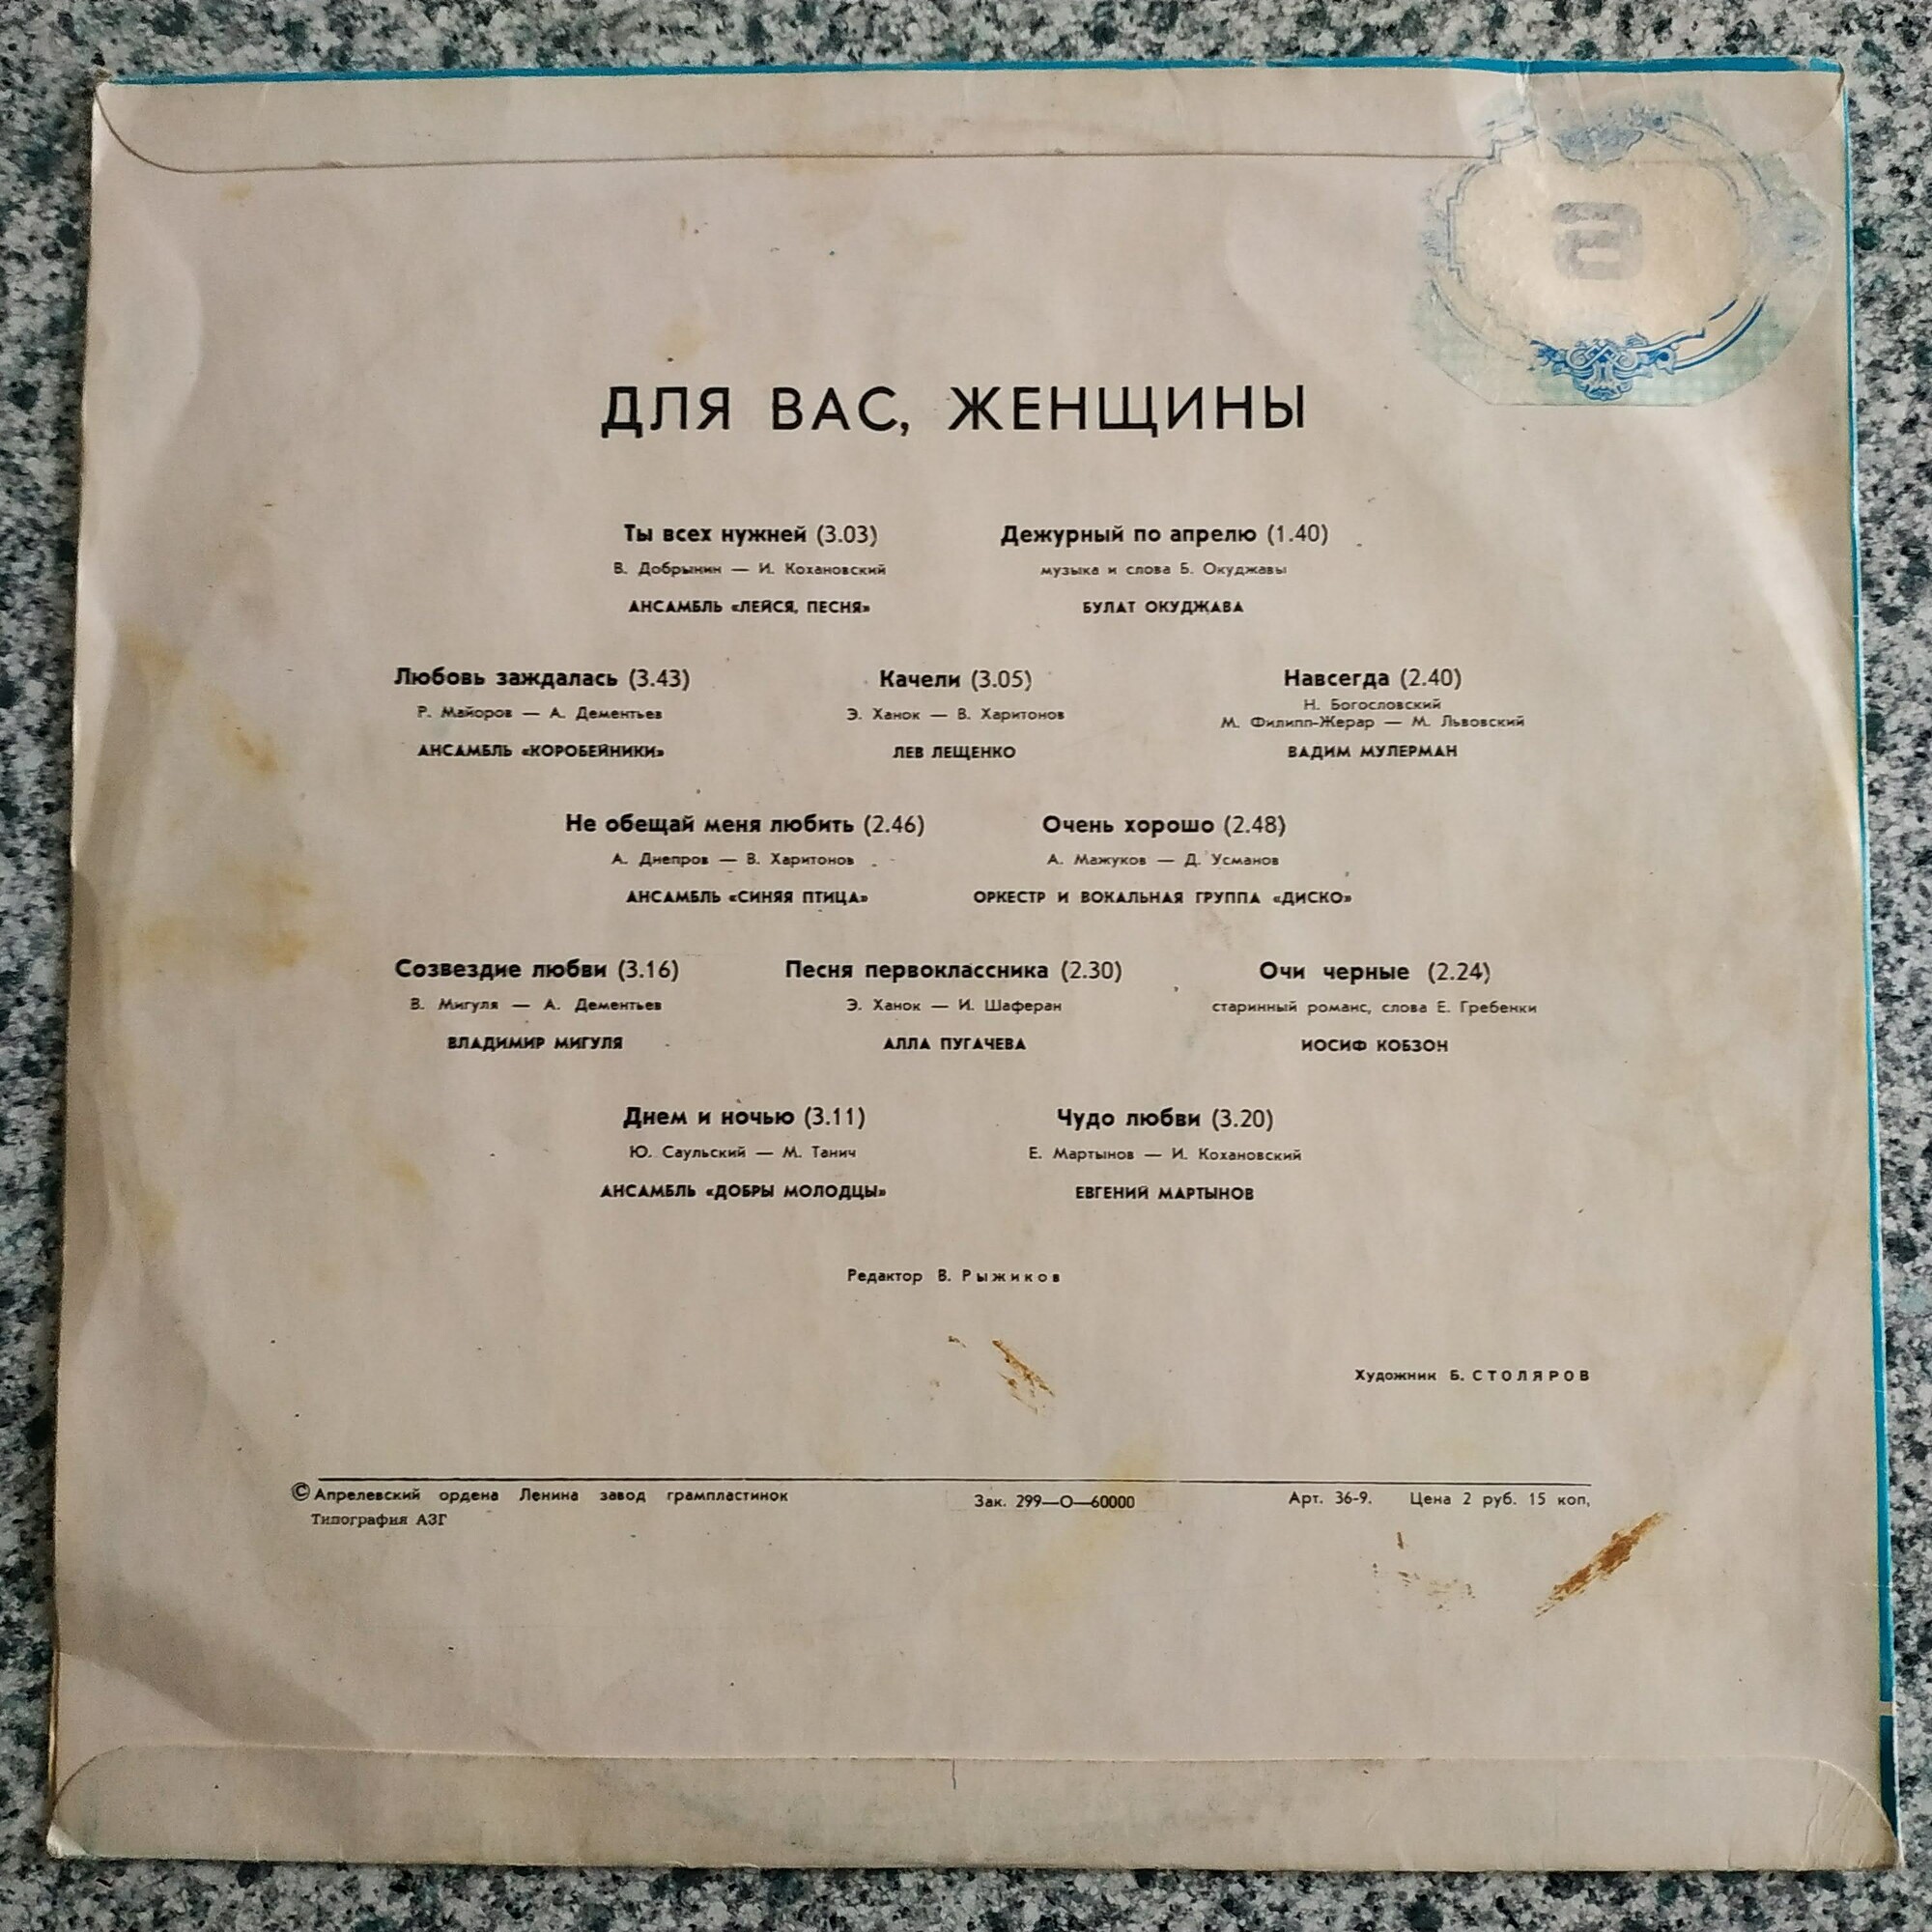 ДЛЯ ВАС, ЖЕНЩИНЫ
Ты всех нужней (3.03)
В. Добрынин — И. Кохановский
АНСАМБЛЬ «ЛЕЙСЯ, ПЕСНЯ»
Дежурный по апрелю (1.40)
музыка и слова Б. Окуджавы
БУЛАТ ОКУДЖАВА
Любовь заждалась (3.43)
Р. Майоров — А. Дементьев
АНСАМБЛЬ «КОРОБЕЙНИКИ»
Качели (3.05)
Э. Ханок — В. Харитонов
ЛЕВ ЛЕЩЕНКО
Навсегда (2.40)
Н. Богословский
М. Филипп-Жерар — М. Львовский
ВАДИМ МУЛЕРМАН
Не обещай меня любить (2.46)
А. Днепров — В. Харитонов
АНСАМБЛЬ «СИНЯЯ ПТИЦА»
Очень хорошо (2.48)
А. Мажуков — Д. Усманов
ОРКЕСТР И ВОКАЛЬНАЯ ГРУППА «ДИСКО»
Созвездие любви (3.16)
В. Мигуля — А. Дементьев
ВЛАДИМИР МИГУЛЯ
Песня первоклассника (2.30)
Э. Ханок — И. Шаферан
АЛЛА ПУГАЧЕВА
Очи черные (2.24)
старинный романс, слова Е. Гребенки
ИОСИФ КОБЗОН
Днем и ночью (3.11)
Ю. Саульский — М. Танич
АНСАМБЛЬ «ДОБРЫ МОЛОДЦЫ»
Чудо любви (3.20)
Е. Мартынов — И. Кохановский
ЕВГЕНИЙ МАРТЫНОВ
Редактор В. Рыжиков
Художник Б. СТОЛЯРОВ
© Апрелевский ордена Ленина завод грампластинок
Типография АЗГ
Зак. 299—О—60000
Арт. 36-9. Цена 2 руб. 15 коп,